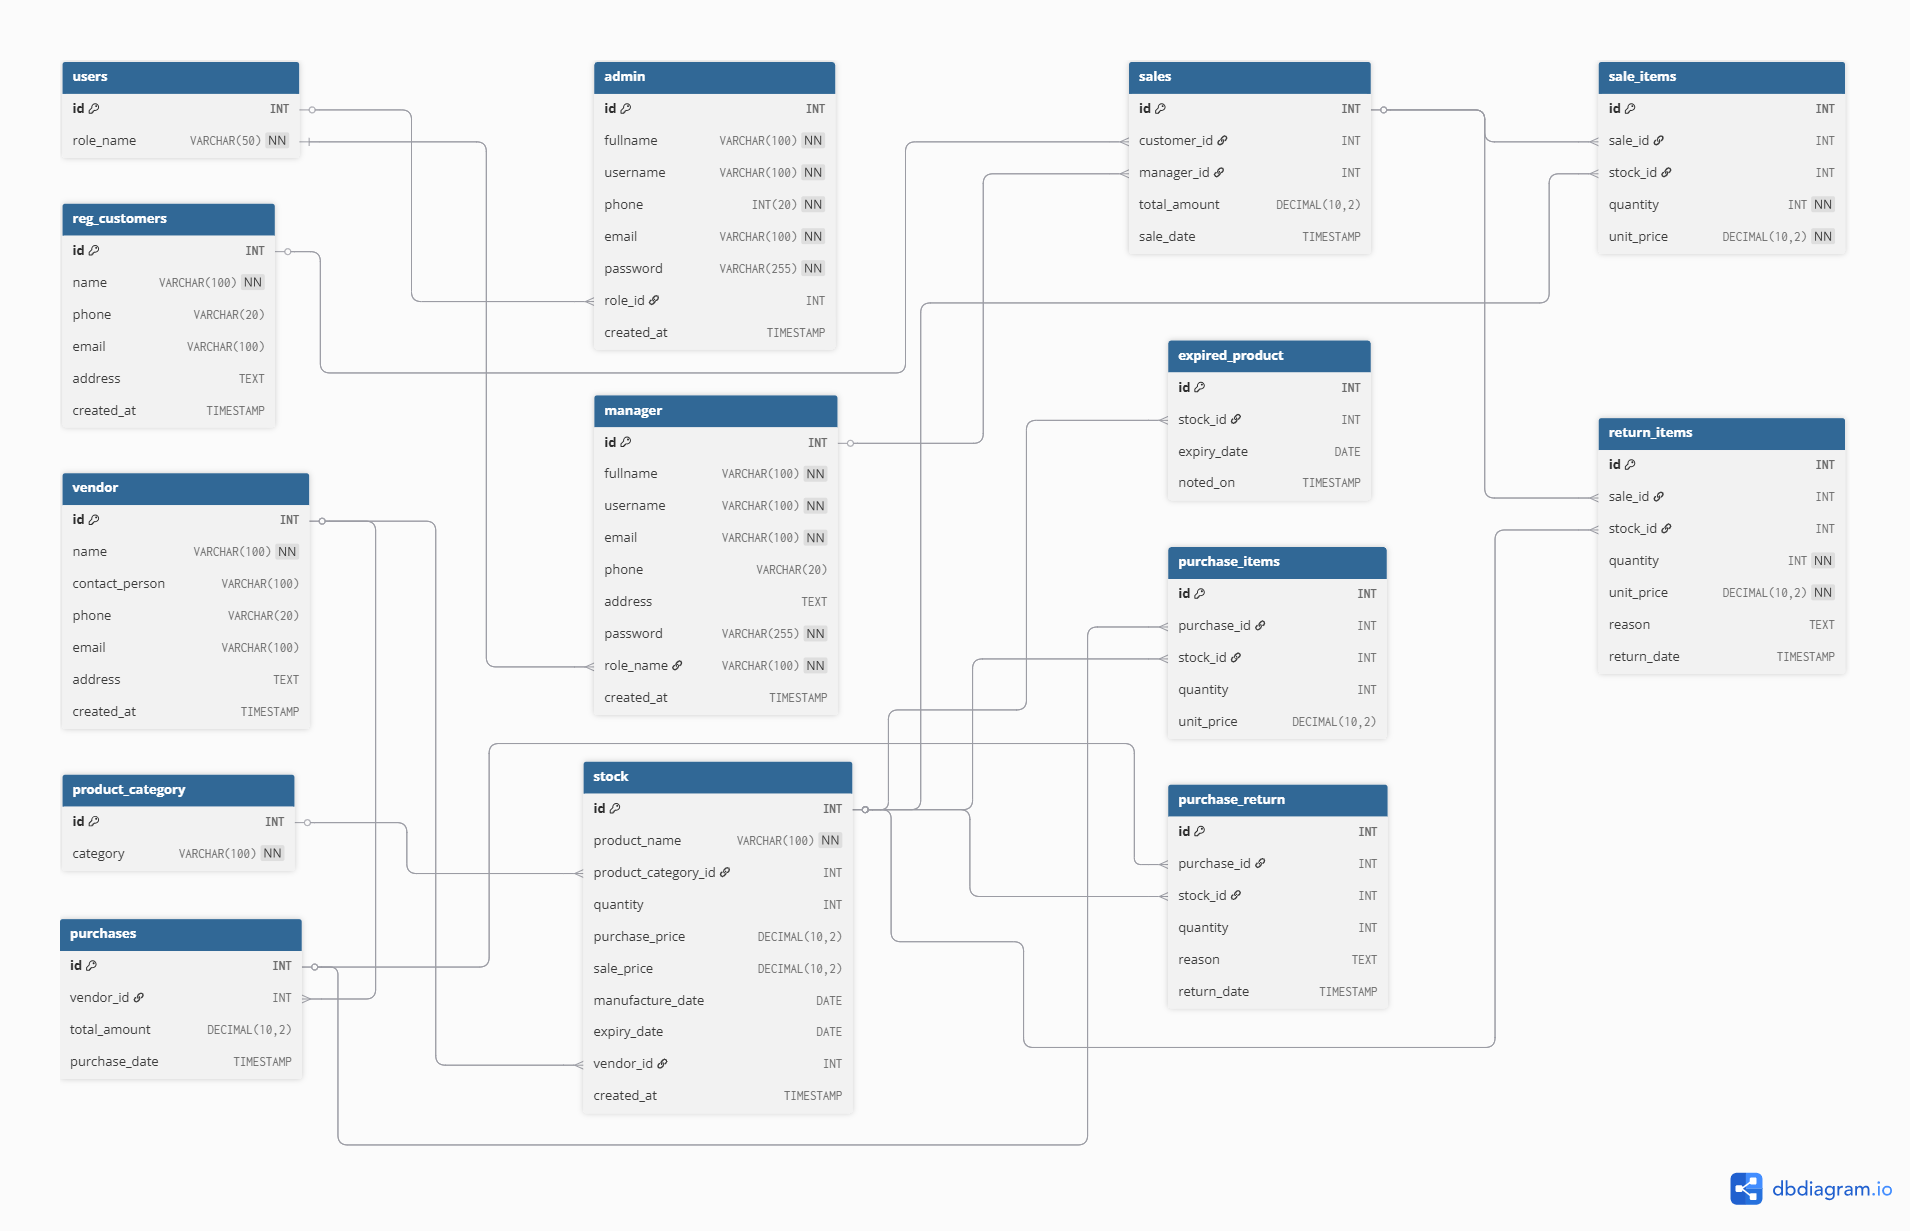 users
id INT
role_name VARCHAR(50) NN
reg_customers
id INT
name VARCHAR(100) NN
phone VARCHAR(20)
email VARCHAR(100)
address TEXT
created_at TIMESTAMP
vendor
id INT
name VARCHAR(100) NN
contact_person VARCHAR(100)
phone VARCHAR(20)
email VARCHAR(100)
address TEXT
created_at TIMESTAMP
product_category
id INT
category VARCHAR(100) NN
purchases
id INT
vendor_id INT
total_amount DECIMAL(10,2)
purchase_date TIMESTAMP
admin
id INT
fullname VARCHAR(100) NN
username VARCHAR(100) NN
phone INT(20) NN
email VARCHAR(100) NN
password VARCHAR(255) NN
role_id INT
created_at TIMESTAMP
manager
id INT
fullname VARCHAR(100) NN
username VARCHAR(100) NN
email VARCHAR(100) NN
phone VARCHAR(20)
address TEXT
password VARCHAR(255) NN
role_name VARCHAR(100) NN
created_at TIMESTAMP
stock
id INT
product_name VARCHAR(100) NN
product_category_id INT
quantity INT
purchase_price DECIMAL(10,2)
sale_price DECIMAL(10,2)
manufacture_date DATE
expiry_date DATE
vendor_id INT
created_at TIMESTAMP
sales
id INT
customer_id INT
manager_id INT
total_amount DECIMAL(10,2)
sale_date TIMESTAMP
expired_product
id INT
stock_id INT
expiry_date DATE
noted_on TIMESTAMP
purchase_items
id INT
purchase_id INT
stock_id INT
quantity INT
unit_price DECIMAL(10,2)
purchase_return
id INT
purchase_id INT
stock_id INT
quantity INT
reason TEXT
return_date TIMESTAMP
sale_items
id INT
sale_id INT
stock_id INT
quantity INT NN
unit_price DECIMAL(10,2) NN
return_items
id INT
sale_id INT
stock_id INT
quantity INT NN
unit_price DECIMAL(10,2) NN
reason TEXT
return_date TIMESTAMP
dbdiagram.io